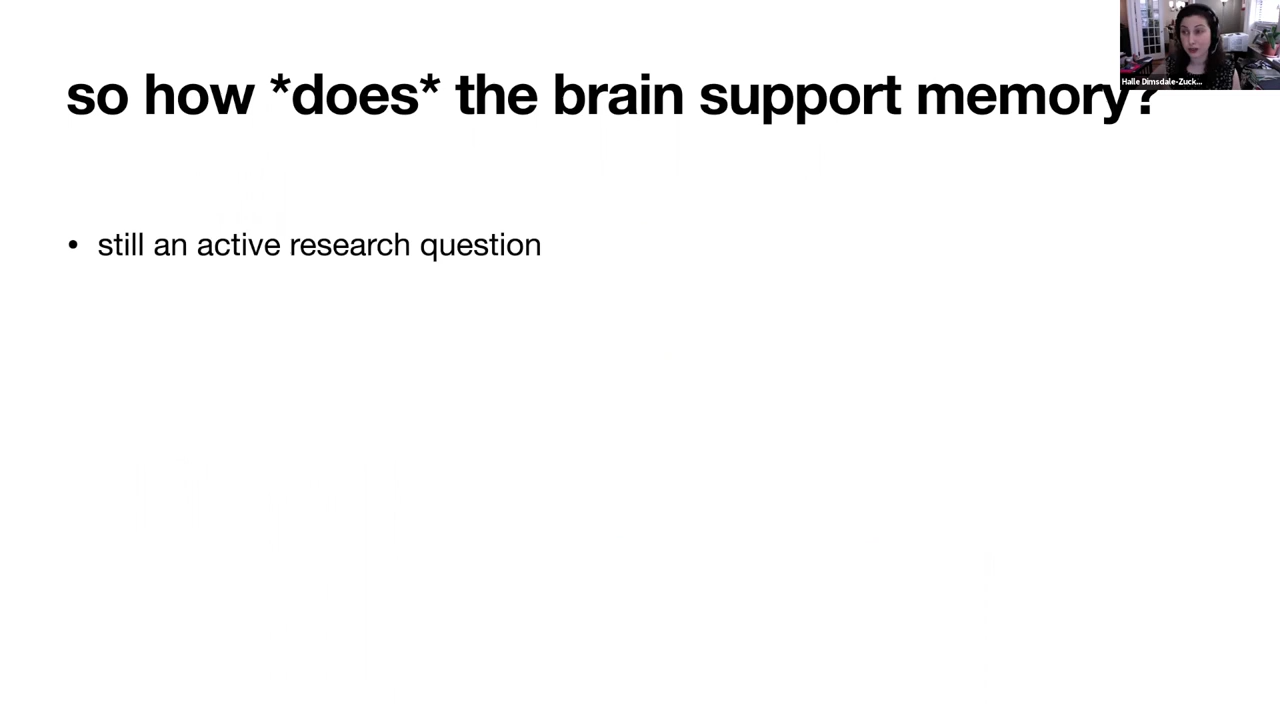 so how *does* the brain support memory?
Halle Dimsdale-Zuck...
• still an active research question